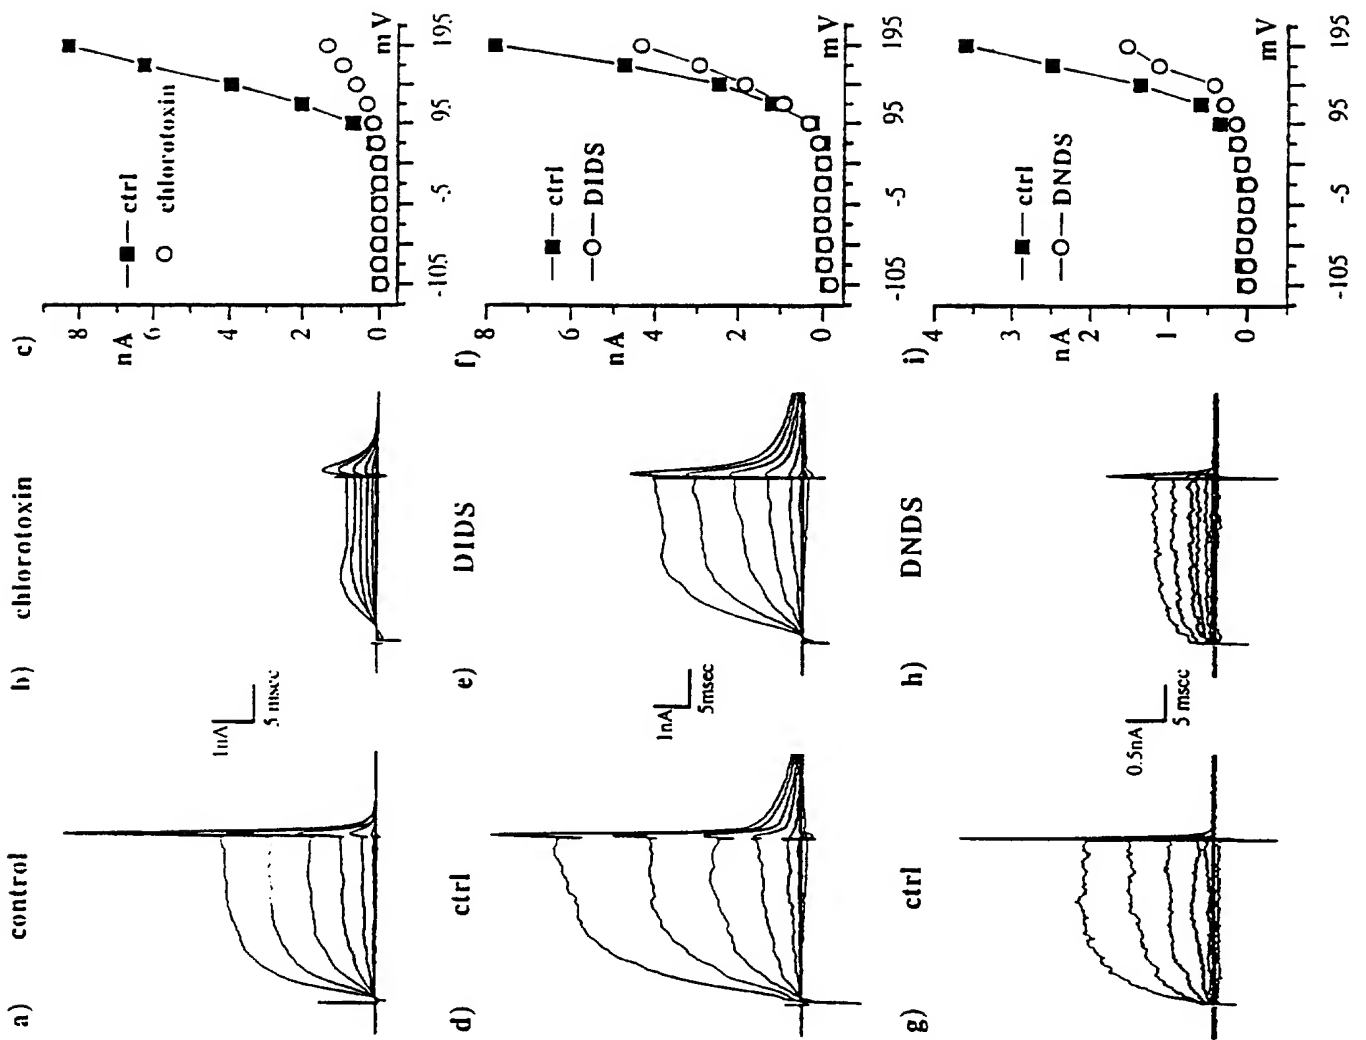 a) control
b) chlorotoxin
c)
1nA
5 msec
8
nA
6
4
2
0
ctrl
chlorotoxin
-105
-5
95
195
mV
d) ctrl
e) DIDS
f)
1nA
5msec
8
nA
4
2
0
ctrl
DIDS
-105
-5
95
195
mV
g) ctrl
h) DNDS
i)
0.5nA
5 msec
4
3
nA
2
1
0
ctrl
DNDS
-105
-5
95
195
mV